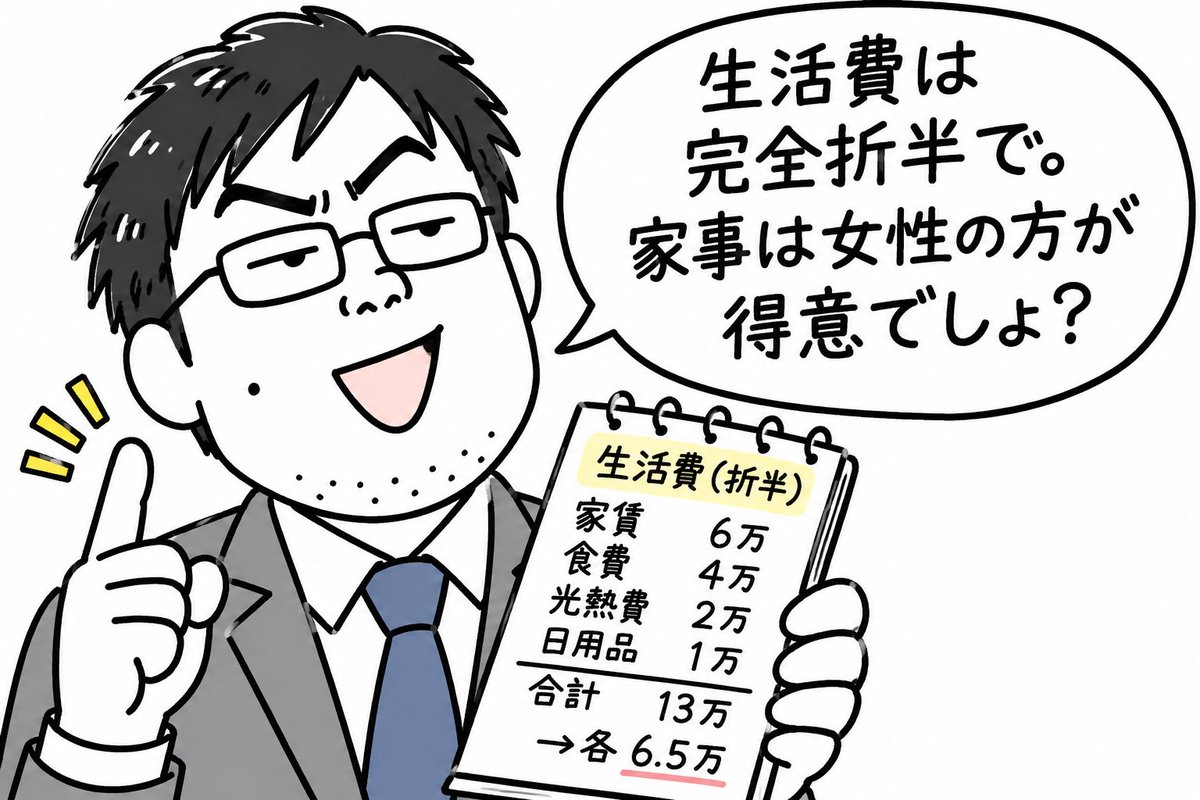 生活費は
完全折半で。
家事は女性の方が
得意でしょ?
生活費(折半)
家賃 6万
食費 4万
光熱費 2万
日用品 1万
合計 13万
→各 6.5万